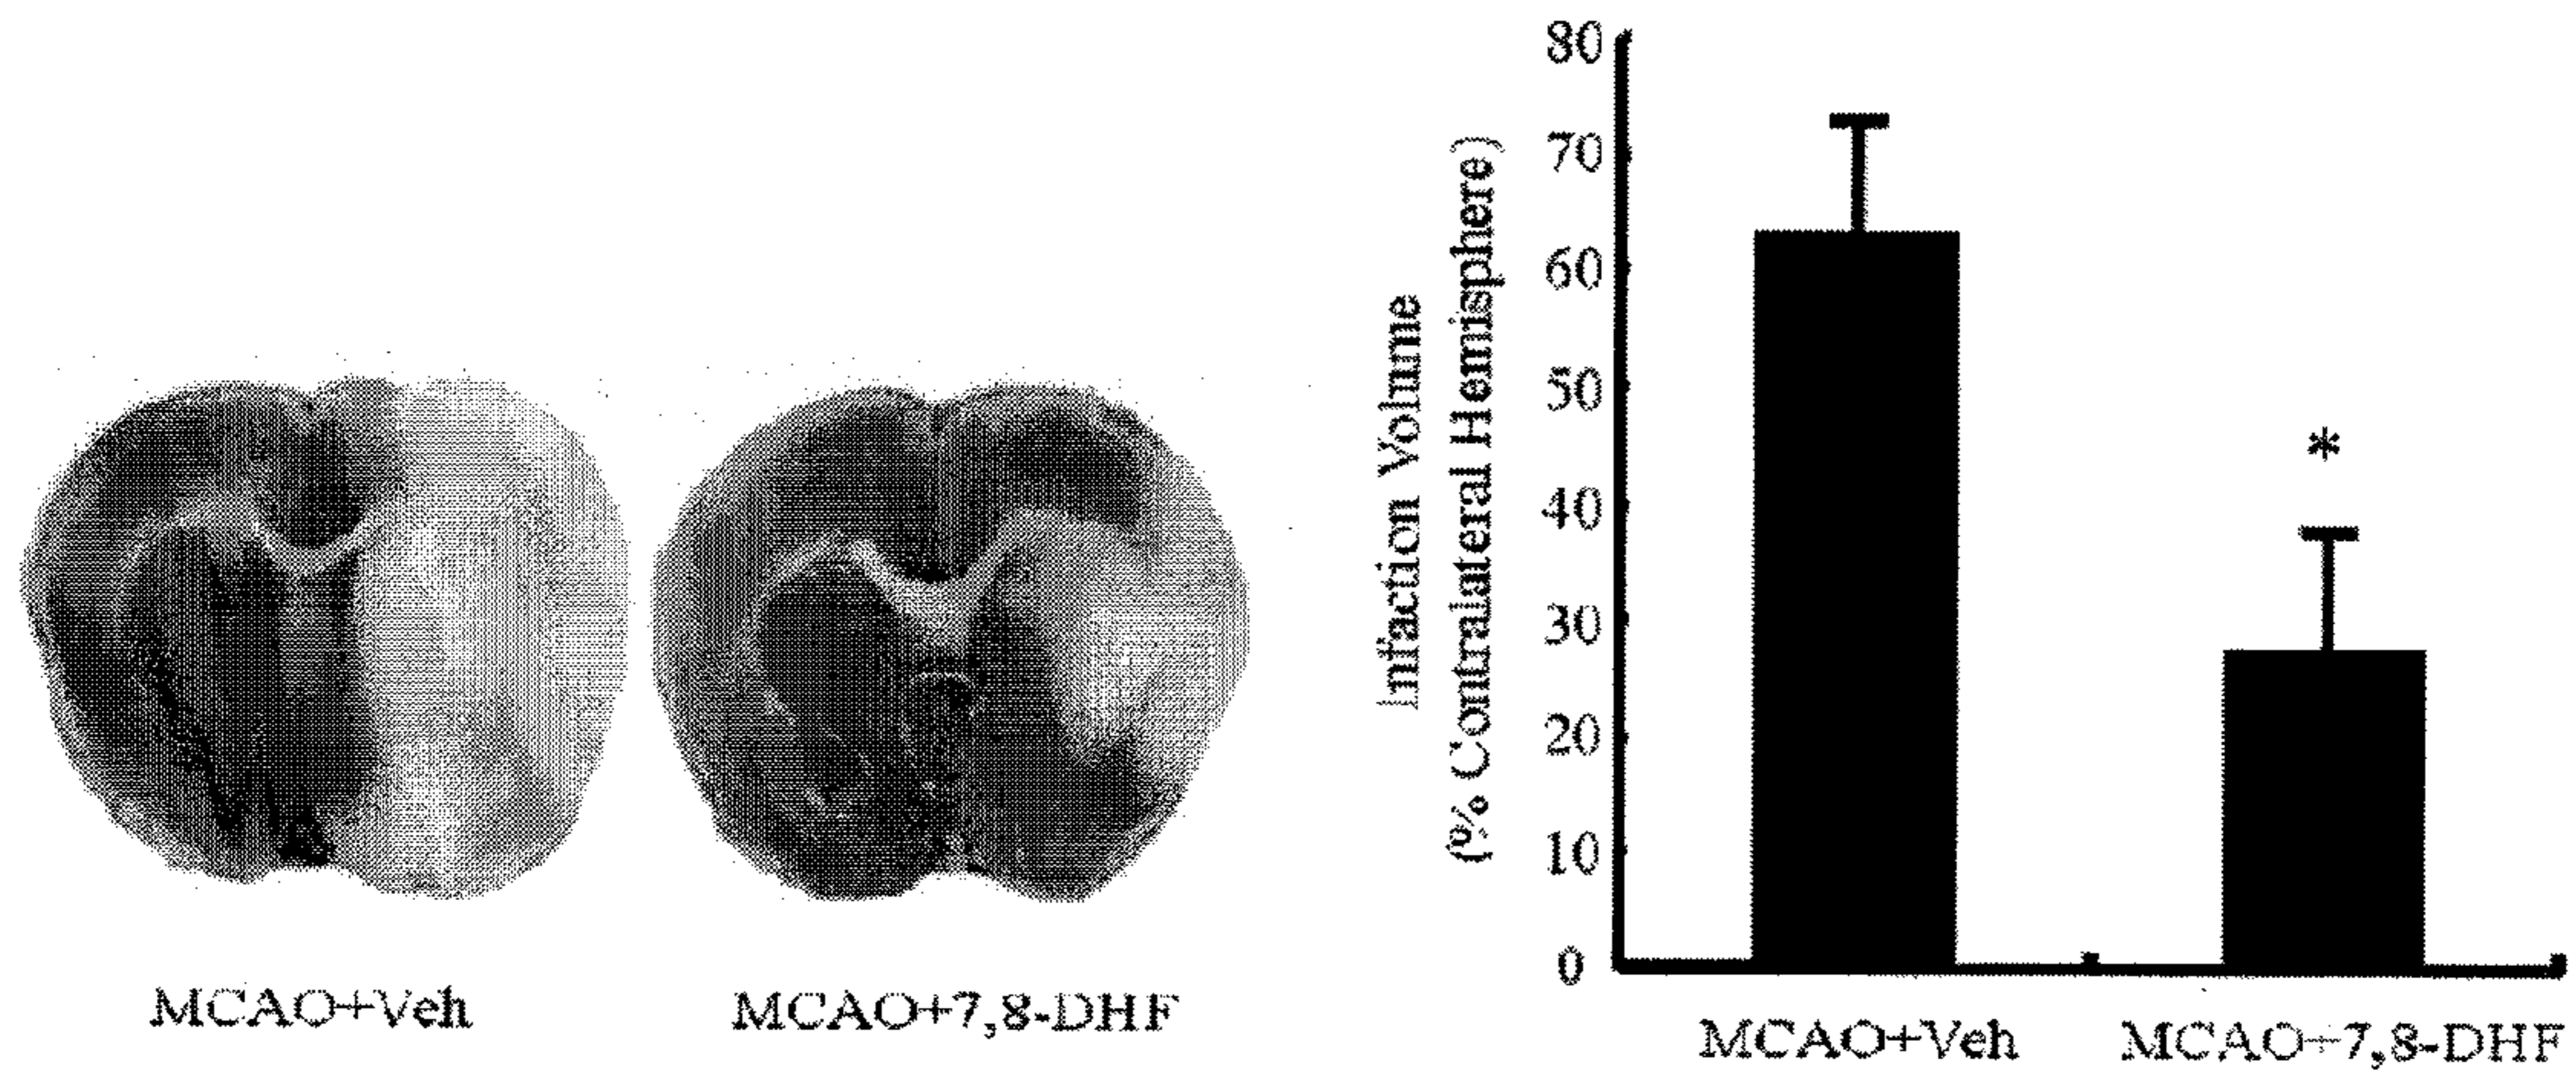 MCAO+Veh
MCAO+7,8-DHF
Infaction Volume
(% Contralateral Hemisphere)
80
70
60
50
40
30
20
10
0
*
MCAO+Veh
MCAO+7,8-DHF